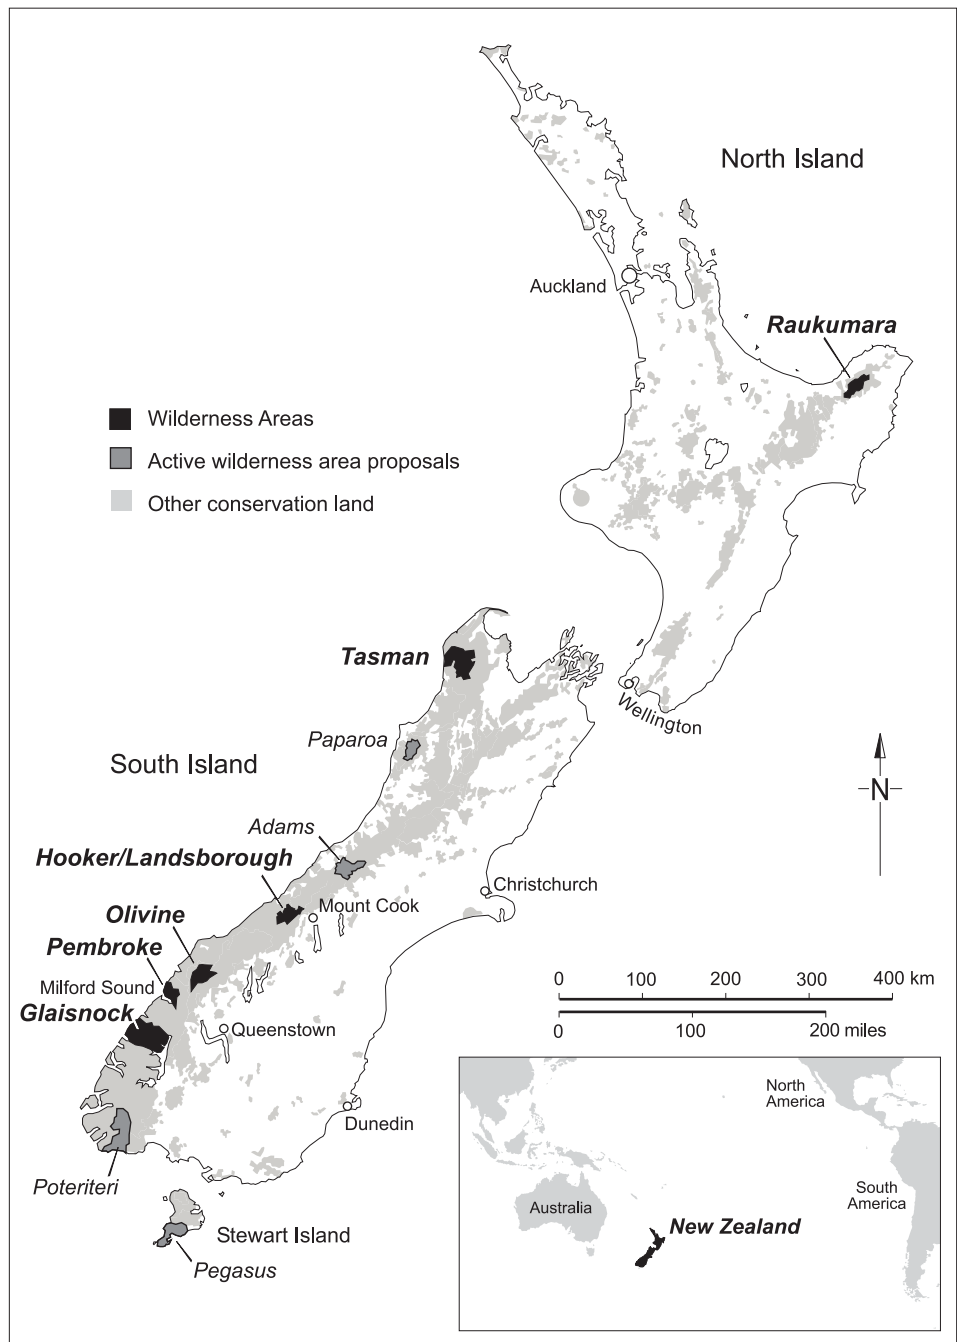 North Island
Auckland
Raukumara
Wilderness Areas
Active wilderness area proposals
Other conservation land
Tasman
Wellington
Paparoa
South Island
N
Adams
Hooker/Landsborough
Christchurch
Mount Cook
Olivine
Pembroke
Milford Sound
Glaisnock
Queenstown
0 100 200 300 400 km
0 100 200 miles
Dunedin
Poteriteri
Stewart Island
Pegasus
North
America
South
America
Australia
New Zealand